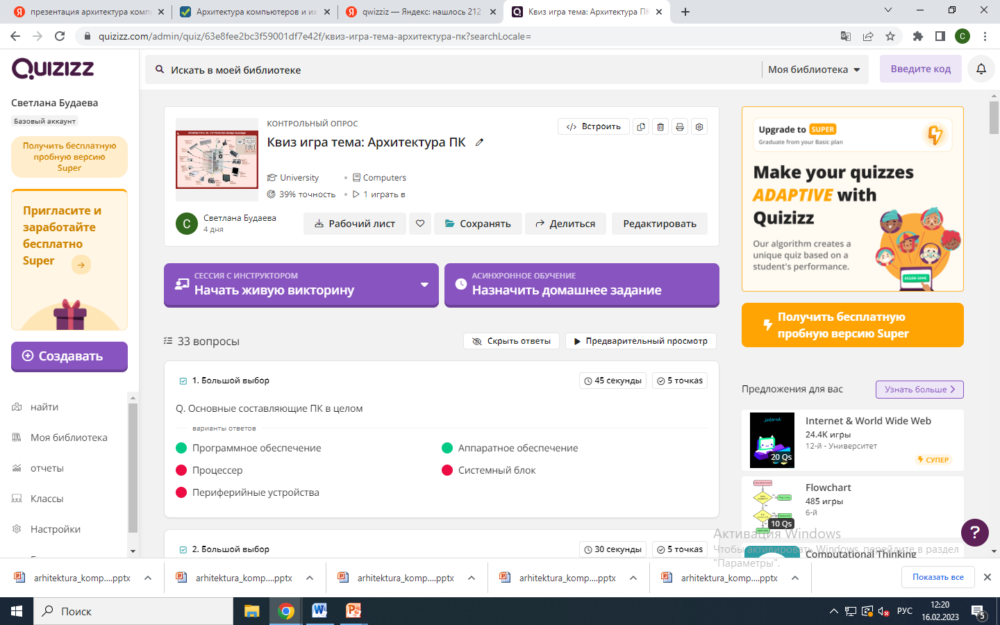 презентация архитектура комп
Архитектура компьютеров и их
qwizziz — Яндекс: нашлось 212
Квиз игра тема: Архитектура ПК
quizizz.com/admin/quiz/63e8fee2bc3f59001df7e42f/квиз-игра-тема-архитектура-пк?searchLocale=
C
Quizizz
Искать в моей библиотеке
Моя библиотека
Введите код
Светлана Будаева
Базовый аккаунт
Получить бесплатную
пробную версию
Super
Пригласите и
заработайте
бесплатно
Super
Создавать
найти
Моя библиотека
отчеты
Классы
Настройки
КОНТРОЛЬНЫЙ ОПРОС
Квиз игра тема: Архитектура ПК
</> Встроить
University
Computers
39% точность
1 играть в
C
Светлана Будаева
4 дня
Рабочий лист
Сохранять
Делиться
Редактировать
СЕССИЯ С ИНСТРУКТОРОМ
Начать живую викторину
АСИНХРОННОЕ ОБУЧЕНИЕ
Назначить домашнее задание
33 вопросы
Скрыть ответы
Предварительный просмотр
1. Большой выбор
45 секунды
5 точкаs
Q. Основные составляющие ПК в целом
варианты ответов
Программное обеспечение
Аппаратное обеспечение
Процессер
Системный блок
Периферийные устройства
2. Большой выбор
30 секунды
5 точкаs
Upgrade to SUPER
Graduate from your Basic plan
Make your quizzes
ADAPTIVE with
Quizizz
Our algorithm creates a
unique quiz based on a
student's performance.
Получить бесплатную
пробную версию Super
Предложения для вас
Узнать больше
internet
20 Qs
Internet & World Wide Web
24.4K игры
12-й - Университет
СУПЕР
10 Qs
Flowchart
485 игры
6-й
Computational Thinking
?
Активация Windows
Чтобы активировать Windows, перейдите в раздел
"Параметры".
arhitektura_komp....pptx
arhitektura_komp....pptx
arhitektura_komp....pptx
arhitektura_komp....pptx
arhitektura_komp....pptx
Показать все
Поиск
РУС
12:20
16.02.2023
5